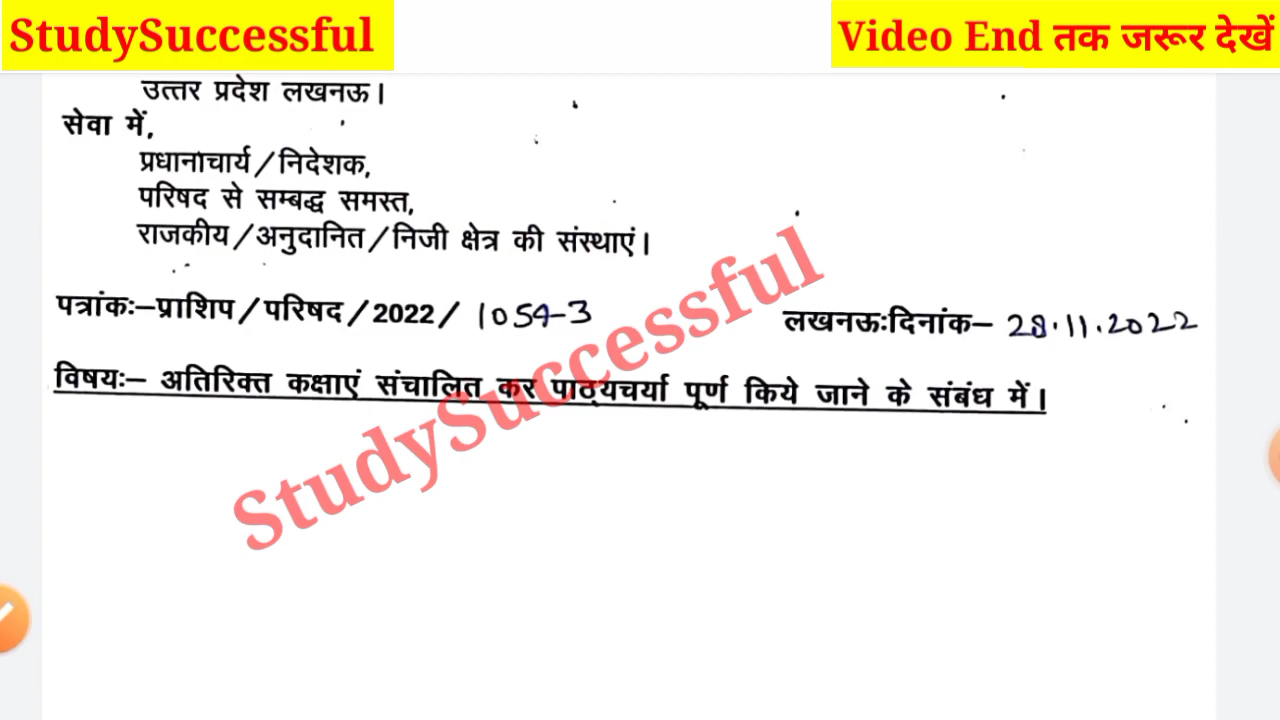 StudySuccessful
Video End तक जरूर देखें
उत्तर प्रदेश लखनऊ।
सेवा में,
प्रधानाचार्य/निदेशक,
परिषद से सम्बद्ध समस्त,
राजकीय/अनुदानित/निजी क्षेत्र की संस्थाएं।
पत्रांकः–प्राशिप/परिषद/2022/ 1054-3
लखनऊःदिनांक– 28.11.2022
विषयः– अतिरिक्त कक्षाएं संचालित कर पाठ्यचर्या पूर्ण किये जाने के संबंध में।
StudySuccessful